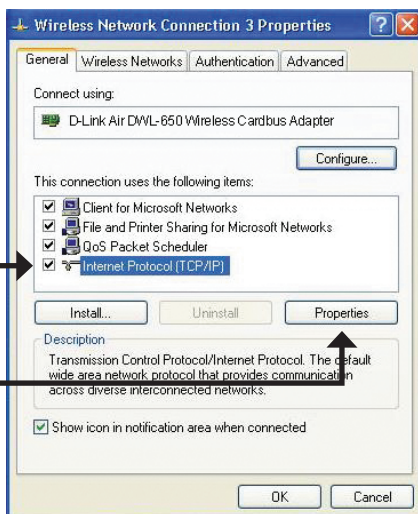 Wireless Network Connection 3 Properties
General Wireless Networks Authentication Advanced
Connect using:
D-Link Air DWL-650 Wireless Cardbus Adapter
Configure...
This connection uses the following items:
Client for Microsoft Networks
File and Printer Sharing for Microsoft Networks
QoS Packet Scheduler
Internet Protocol (TCP/IP)
Install... Uninstall Properties
Description
Transmission Control Protocol/Internet Protocol. The default
wide area network protocol that provides communication
across diverse interconnected networks.
Show icon in notification area when connected
OK Cancel